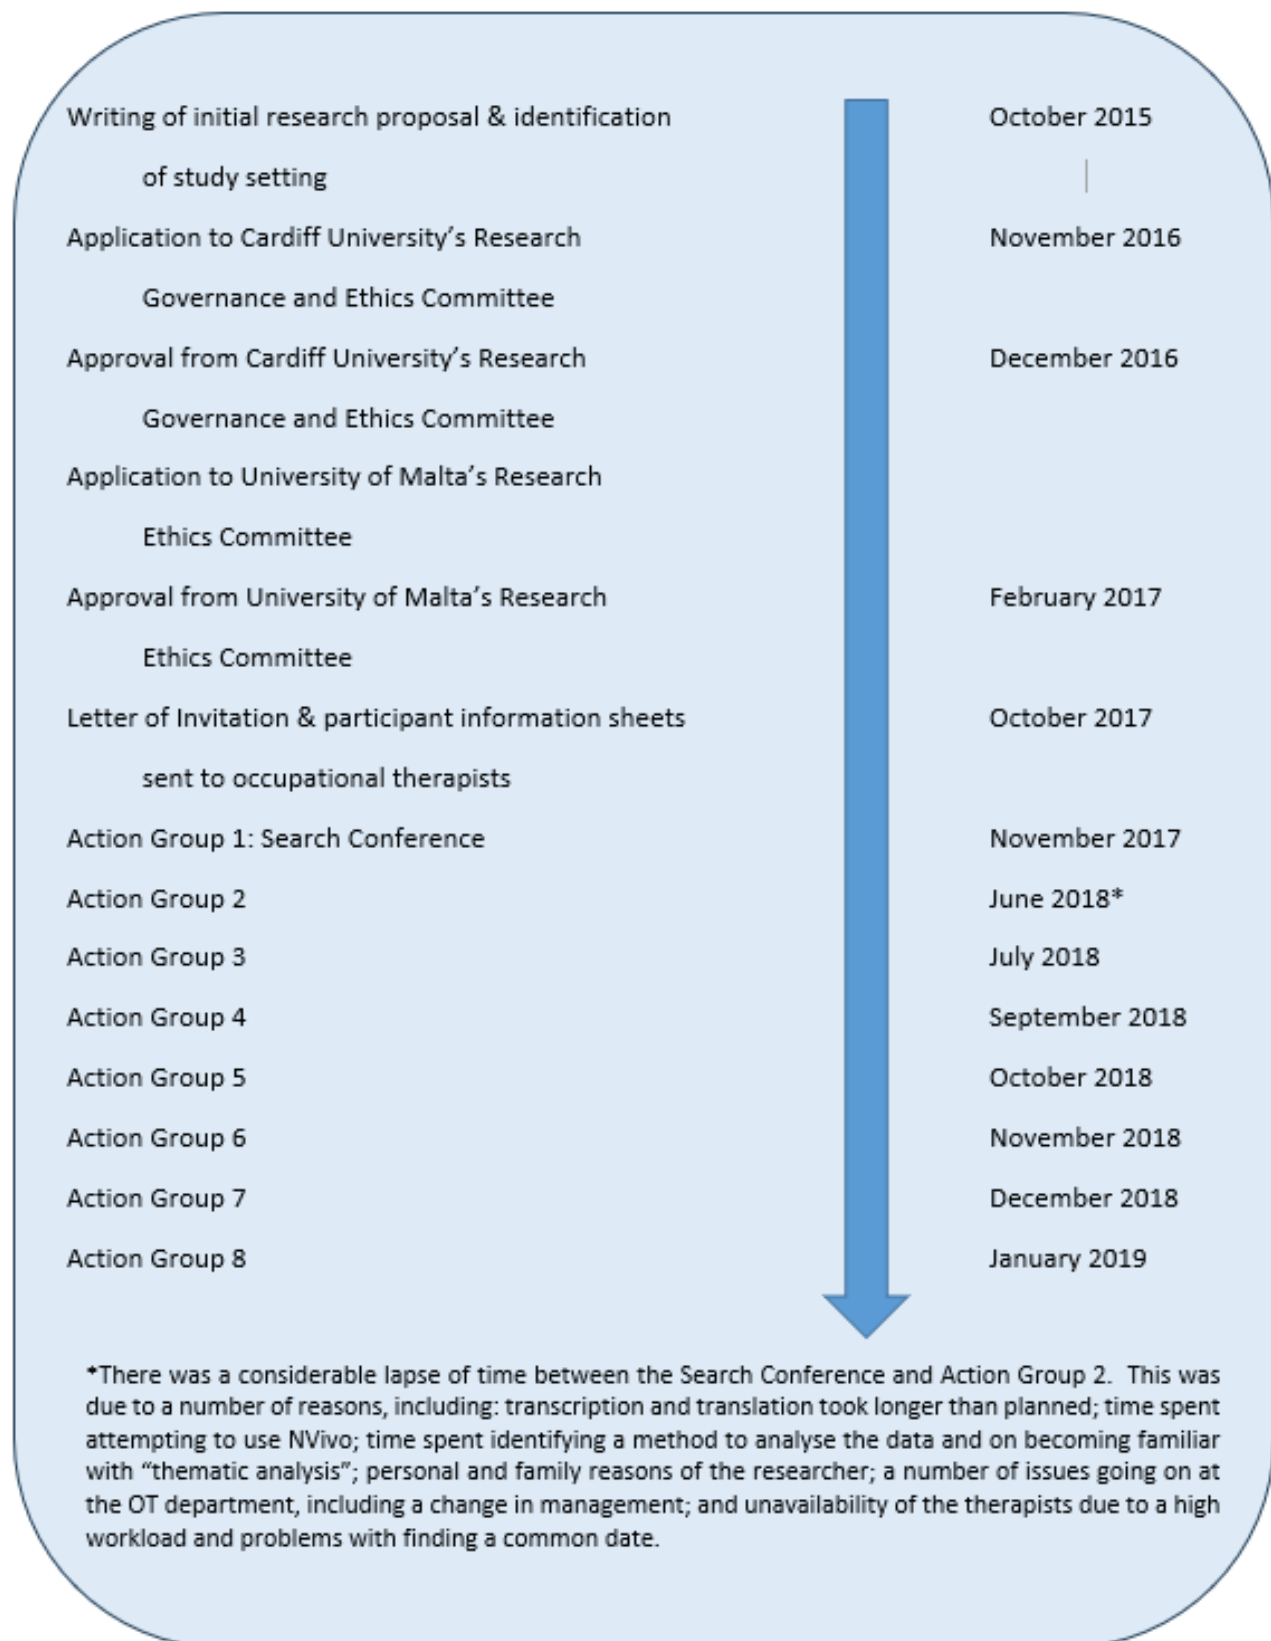 Writing of initial research proposal & identification October 2015
of study setting
Application to Cardiff University’s Research November 2016
Governance and Ethics Committee
Approval from Cardiff University’s Research December 2016
Governance and Ethics Committee
Application to University of Malta’s Research
Ethics Committee
Approval from University of Malta’s Research February 2017
Ethics Committee
Letter of Invitation & participant information sheets October 2017
sent to occupational therapists
Action Group 1: Search Conference November 2017
Action Group 2 June 2018*
Action Group 3 July 2018
Action Group 4 September 2018
Action Group 5 October 2018
Action Group 6 November 2018
Action Group 7 December 2018
Action Group 8 January 2019
*There was a considerable lapse of time between the Search Conference and Action Group 2. This was
due to a number of reasons, including: transcription and translation took longer than planned; time spent
attempting to use NVivo; time spent identifying a method to analyse the data and on becoming familiar
with “thematic analysis”; personal and family reasons of the researcher; a number of issues going on at
the OT department, including a change in management; and unavailability of the therapists due to a high
workload and problems with finding a common date.